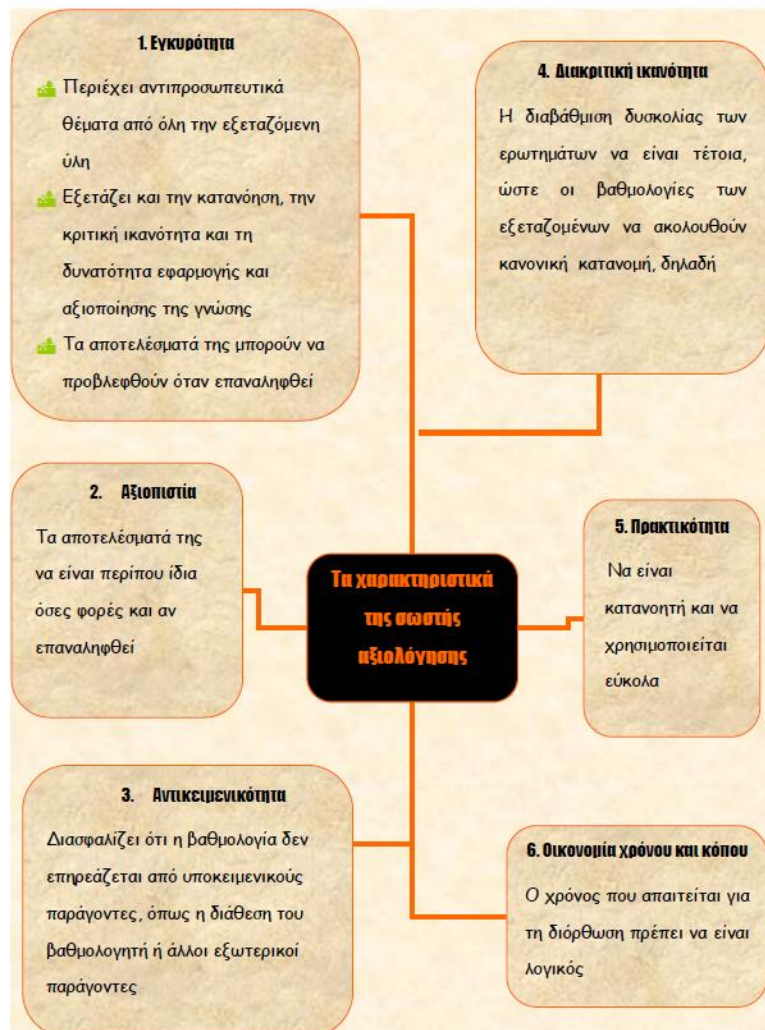 1. Εγκυρότητα
Περιέχει αντιπροσωπευτικά
θέματα από όλη την εξεταζόμενη
ύλη
Εξετάζει και την κατανόηση, την
κριτική ικανότητα και τη
δυνατότητα εφαρμογής και
αξιοποίησης της γνώσης
Τα αποτελέσματά της μπορούν να
προβλεφθούν όταν επαναληφθεί
4. Διακριτική ικανότητα
Η διαβάθμιση δυσκολίας των
ερωτημάτων να είναι τέτοια,
ώστε οι βαθμολογίες των
εξεταζομένων να ακολουθούν
κανονική κατανομή, δηλαδή
2. Αξιοπιστία
Τα αποτελέσματά της
να είναι περίπου ίδια
όσες φορές και αν
επαναληφθεί
Τα χαρακτηριστικά
της σωστής
αξιολόγησης
5. Πρακτικότητα
Να είναι
κατανοητή και να
χρησιμοποιείται
εύκολα
3. Αντικειμενικότητα
Διασφαλίζει ότι η βαθμολογία δεν
επηρεάζεται από υποκειμενικούς
παράγοντες, όπως η διάθεση του
βαθμολογητή ή άλλοι εξωτερικοί
παράγοντες
6. Οικονομία χρόνου και κόπου
Ο χρόνος που απαιτείται για
τη διόρθωση πρέπει να είναι
λογικός